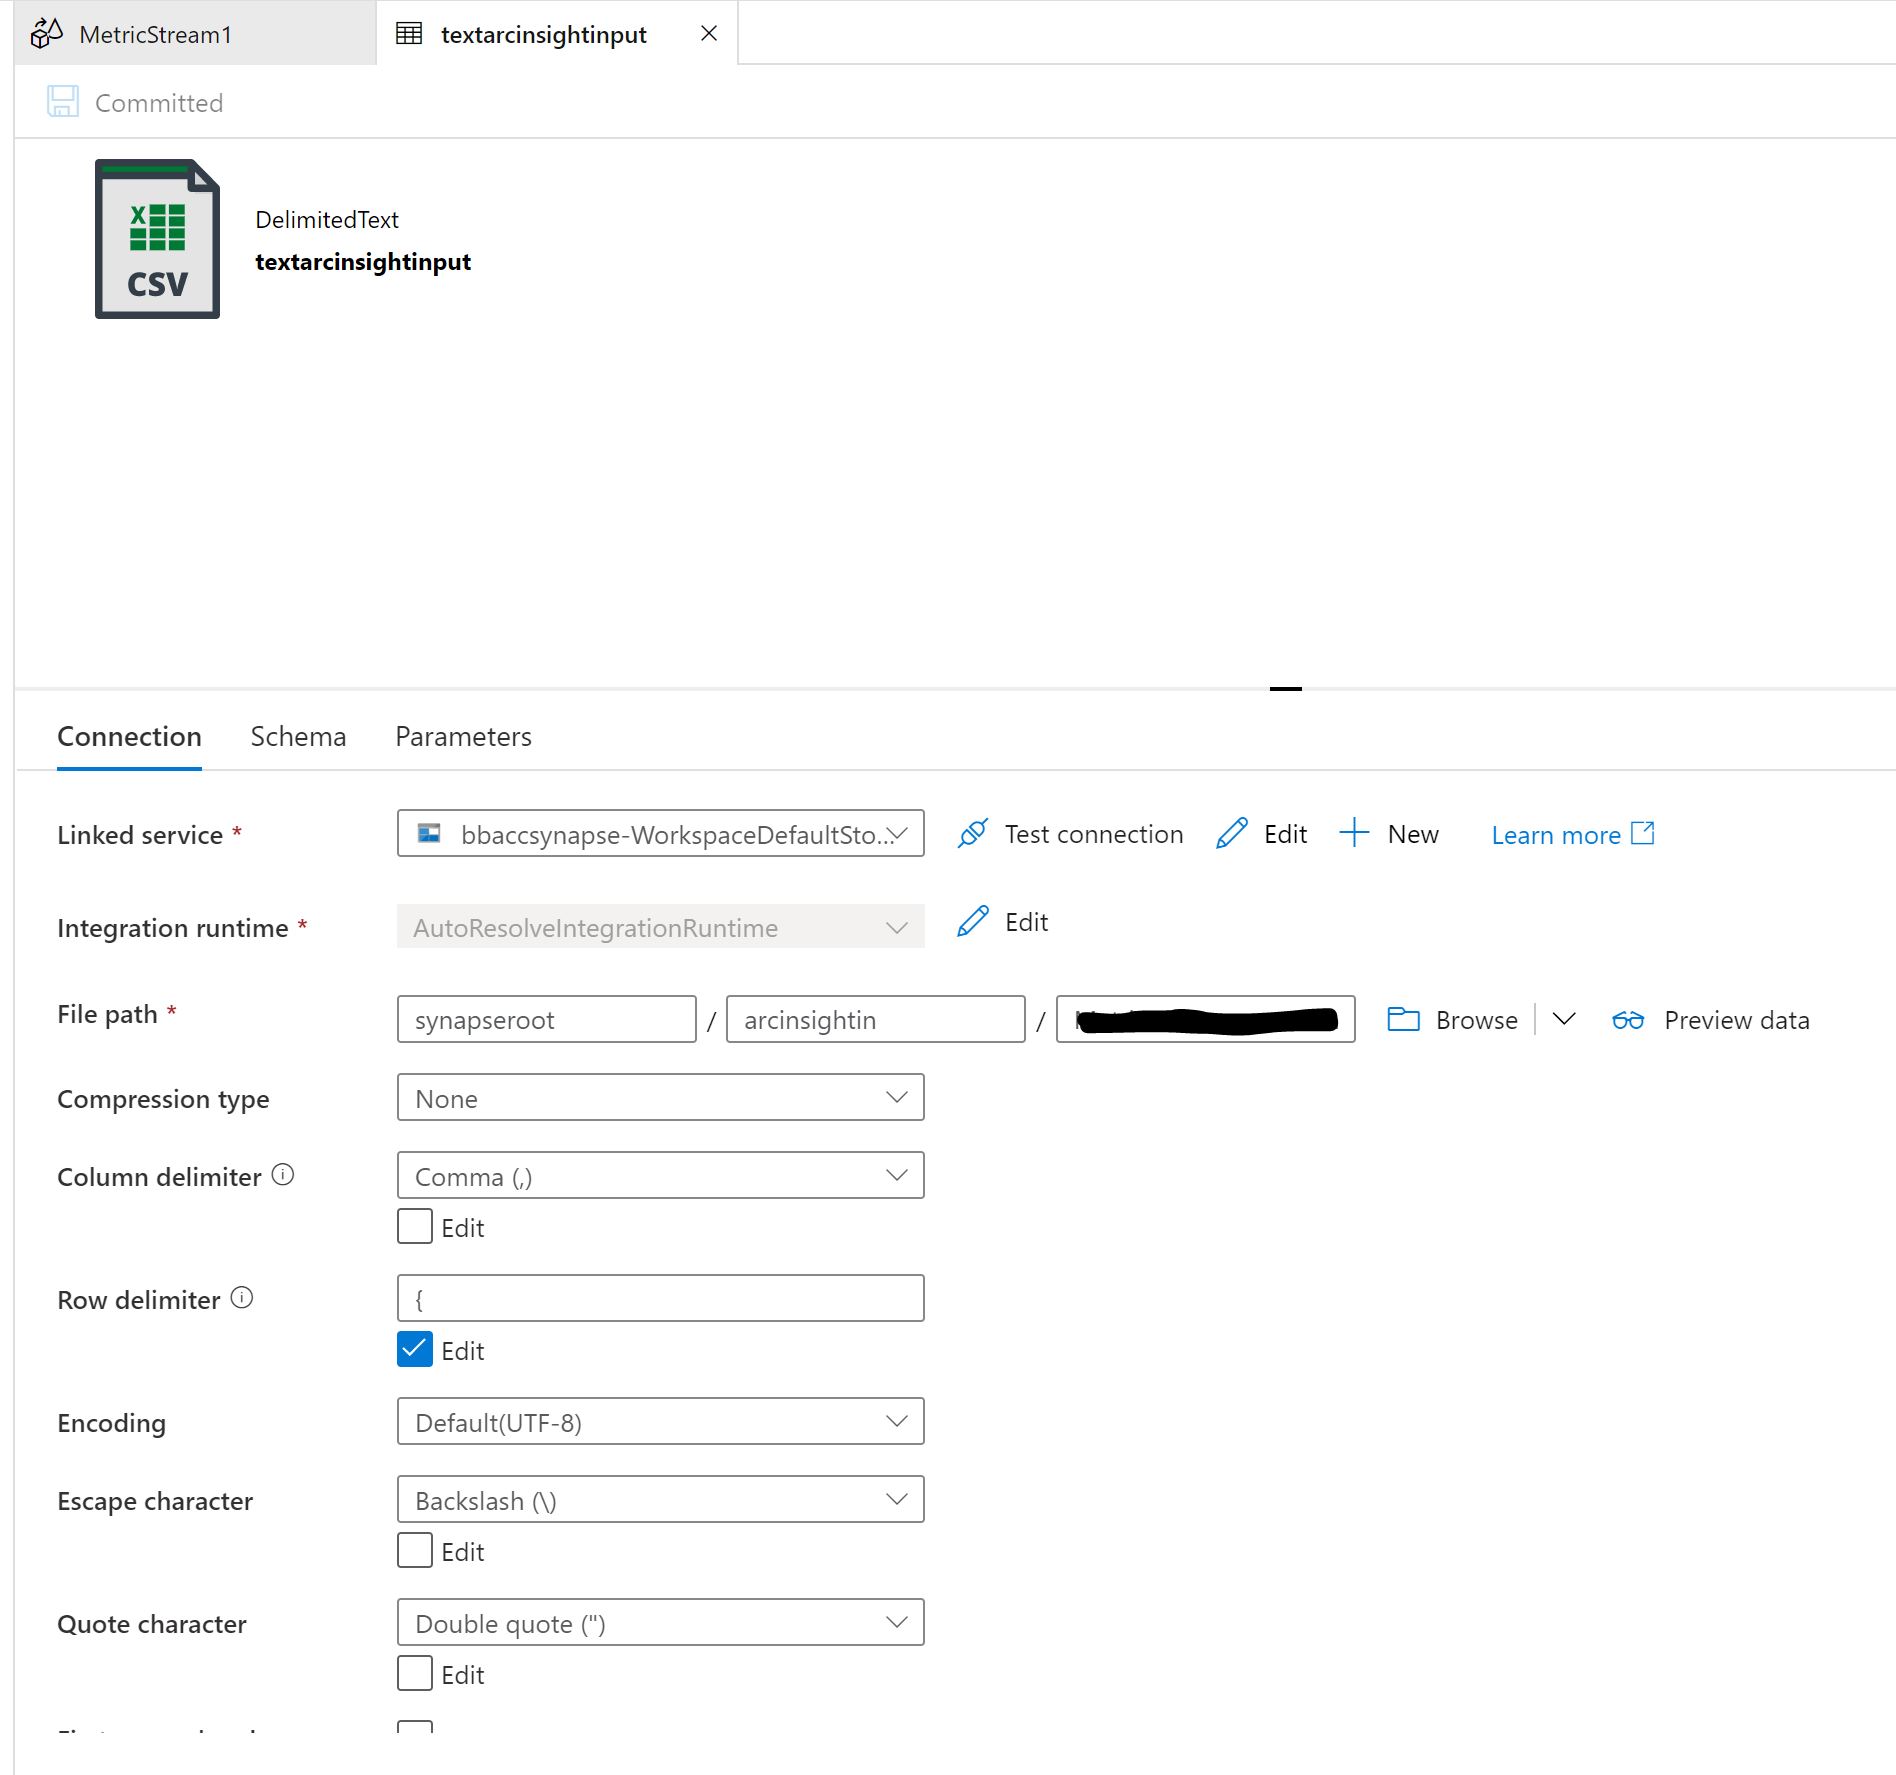 MetricStream1
textarcinsightinput
Committed
DelimitedText
textarcinsightinput
CSV
Connection Schema Parameters
Linked service * bbaccsynapse-WorkspaceDefaultSto... Test connection Edit New Learn more
Integration runtime * AutoResolveIntegrationRuntime Edit
File path * synapseroot / arcinsightin / Browse Preview data
Compression type None
Column delimiter Comma (,)
Edit
Row delimiter {
Edit
Encoding Default(UTF-8)
Escape character Backslash (\)
Edit
Quote character Double quote (")
Edit